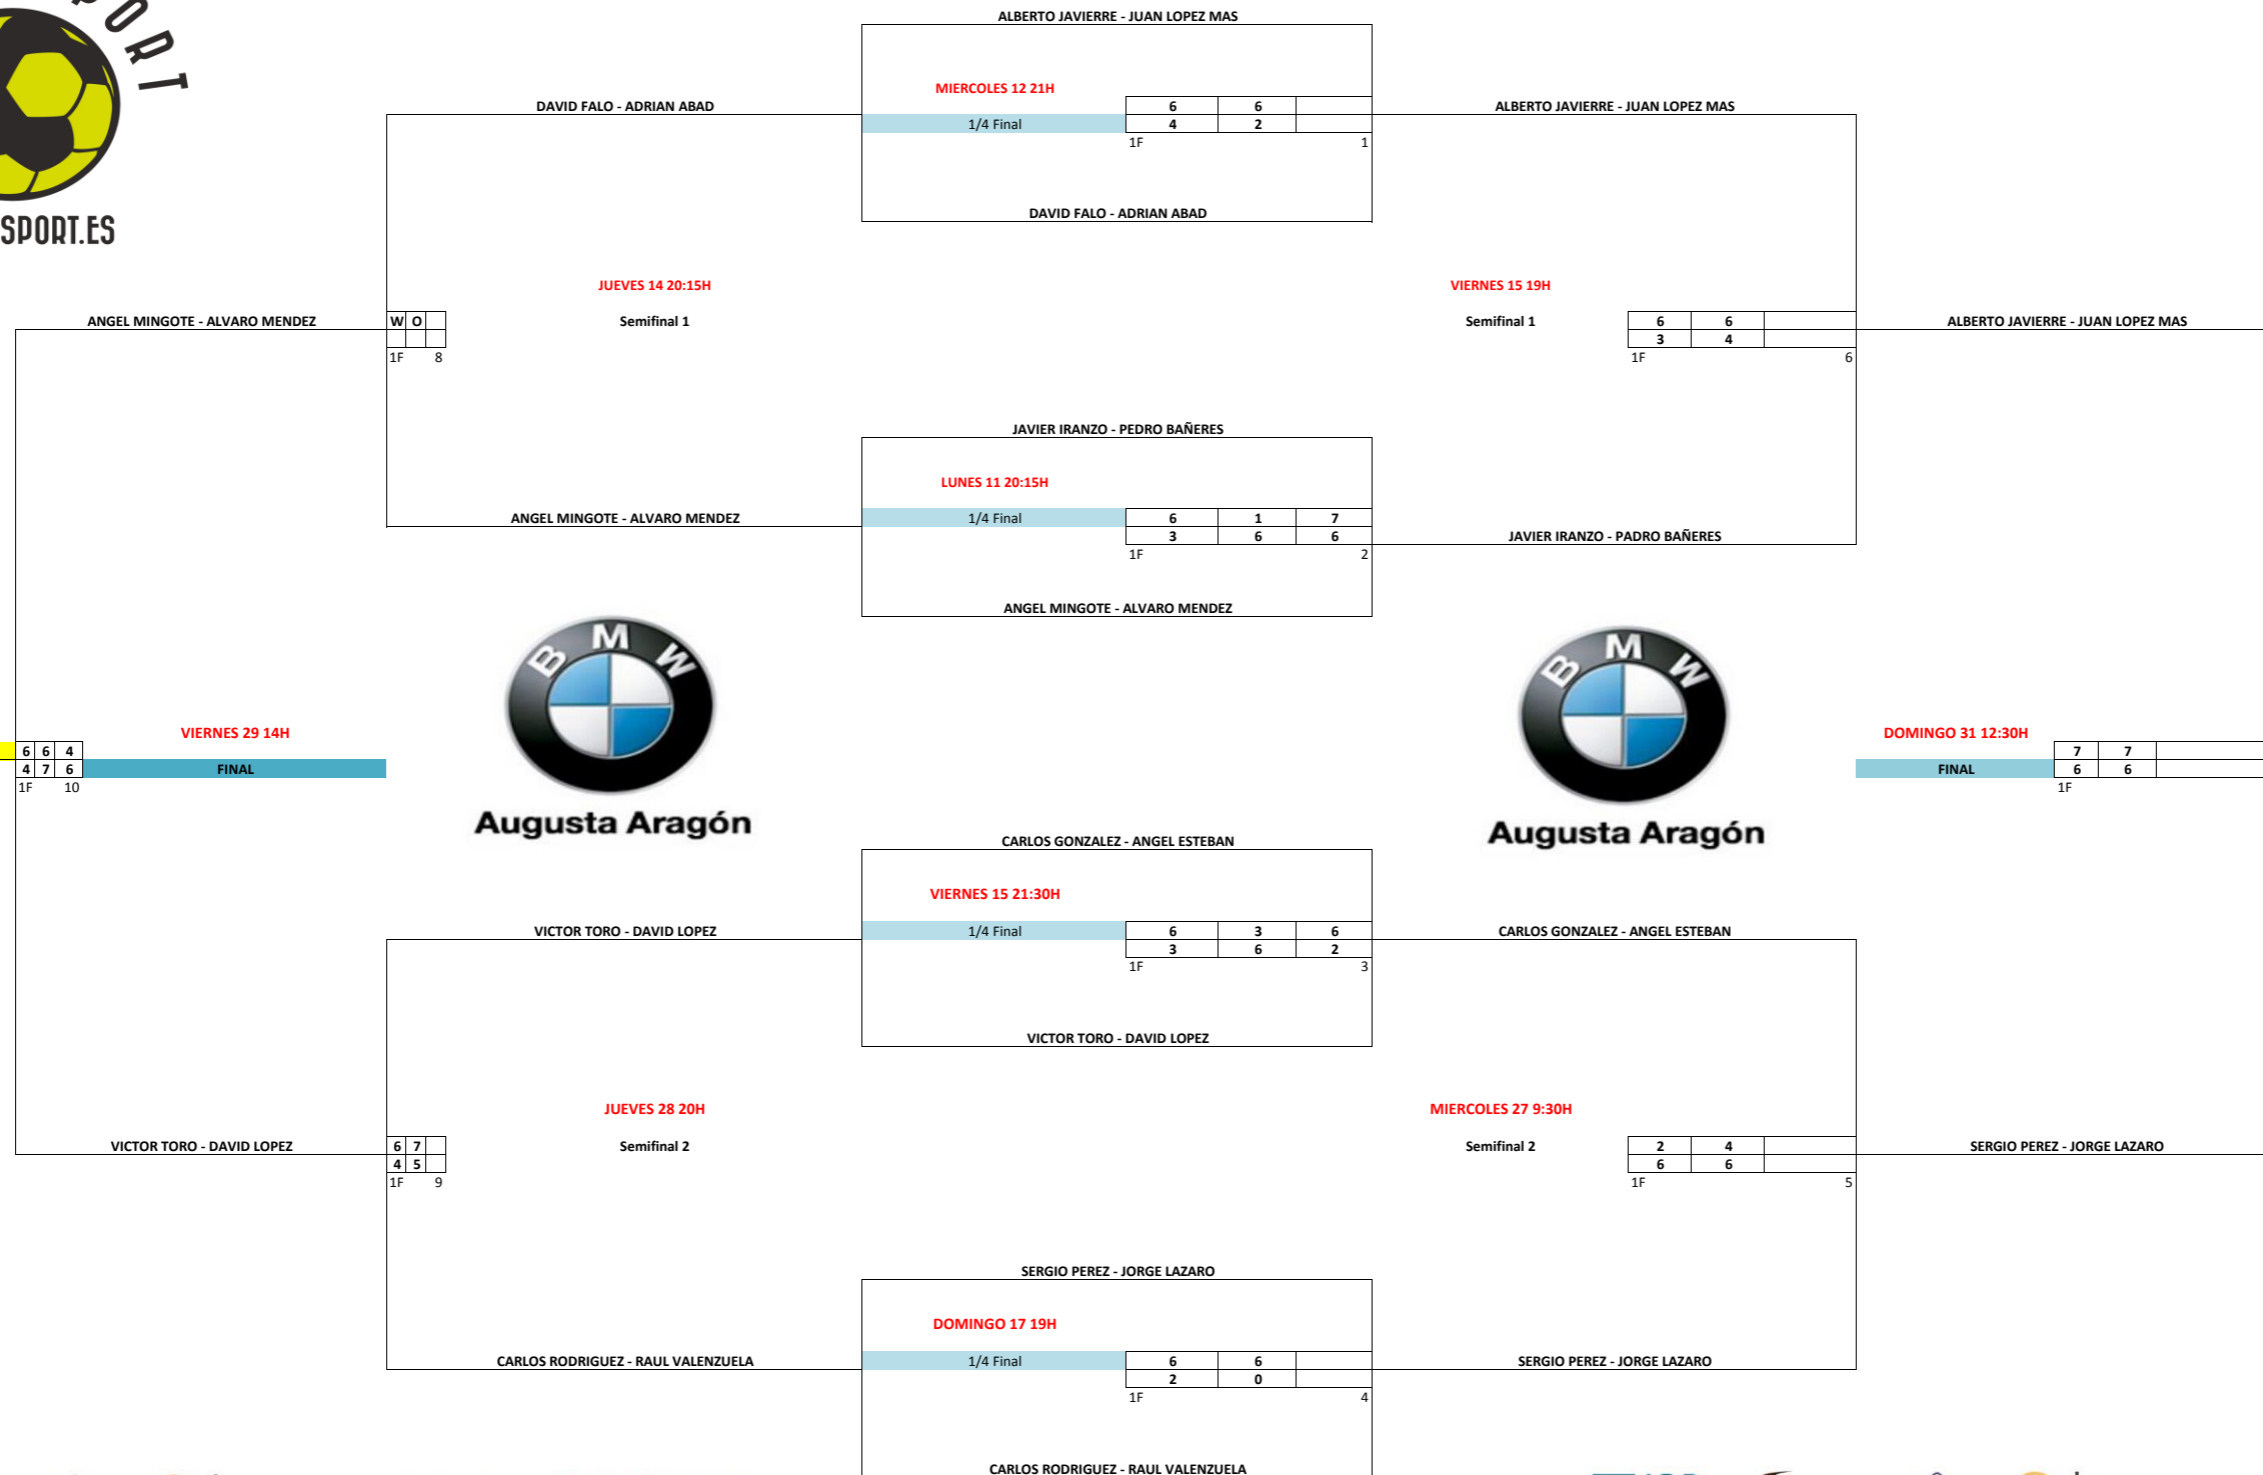 PORT
SPORT.ES
ALBERTO JAVIERRE - JUAN LOPEZ MAS
MIERCOLES 12 21H
DAVID FALO - ADRIAN ABAD
6 6
ALBERTO JAVIERRE - JUAN LOPEZ MAS
1/4 Final
4 2
1F 1
DAVID FALO - ADRIAN ABAD
JUEVES 14 20:15H
VIERNES 15 19H
ANGEL MINGOTE - ALVARO MENDEZ
W O
Semifinal 1
Semifinal 1
6 6
ALBERTO JAVIERRE - JUAN LOPEZ MAS
3 4
1F 8
1F 6
JAVIER IRANZO - PEDRO BAÑERES
LUNES 11 20:15H
ANGEL MINGOTE - ALVARO MENDEZ
1/4 Final
6 1 7
3 6 6
JAVIER IRANZO - PADRO BAÑERES
1F 2
ANGEL MINGOTE - ALVARO MENDEZ
BMW
BMW
VIERNES 29 14H
DOMINGO 31 12:30H
6 6 4
7 7
4 7 6
FINAL
FINAL
6 6
1F 10
1F
Augusta Aragón
Augusta Aragón
CARLOS GONZALEZ - ANGEL ESTEBAN
VIERNES 15 21:30H
VICTOR TORO - DAVID LOPEZ
1/4 Final
6 3 6
CARLOS GONZALEZ - ANGEL ESTEBAN
3 6 2
1F 3
VICTOR TORO - DAVID LOPEZ
JUEVES 28 20H
MIERCOLES 27 9:30H
VICTOR TORO - DAVID LOPEZ
6 7
Semifinal 2
Semifinal 2
2 4
SERGIO PEREZ - JORGE LAZARO
4 5
6 6
1F 9
1F 5
SERGIO PEREZ - JORGE LAZARO
DOMINGO 17 19H
CARLOS RODRIGUEZ - RAUL VALENZUELA
1/4 Final
6 6
SERGIO PEREZ - JORGE LAZARO
2 0
1F 4
CARLOS RODRIGUEZ - RAUL VALENZUELA